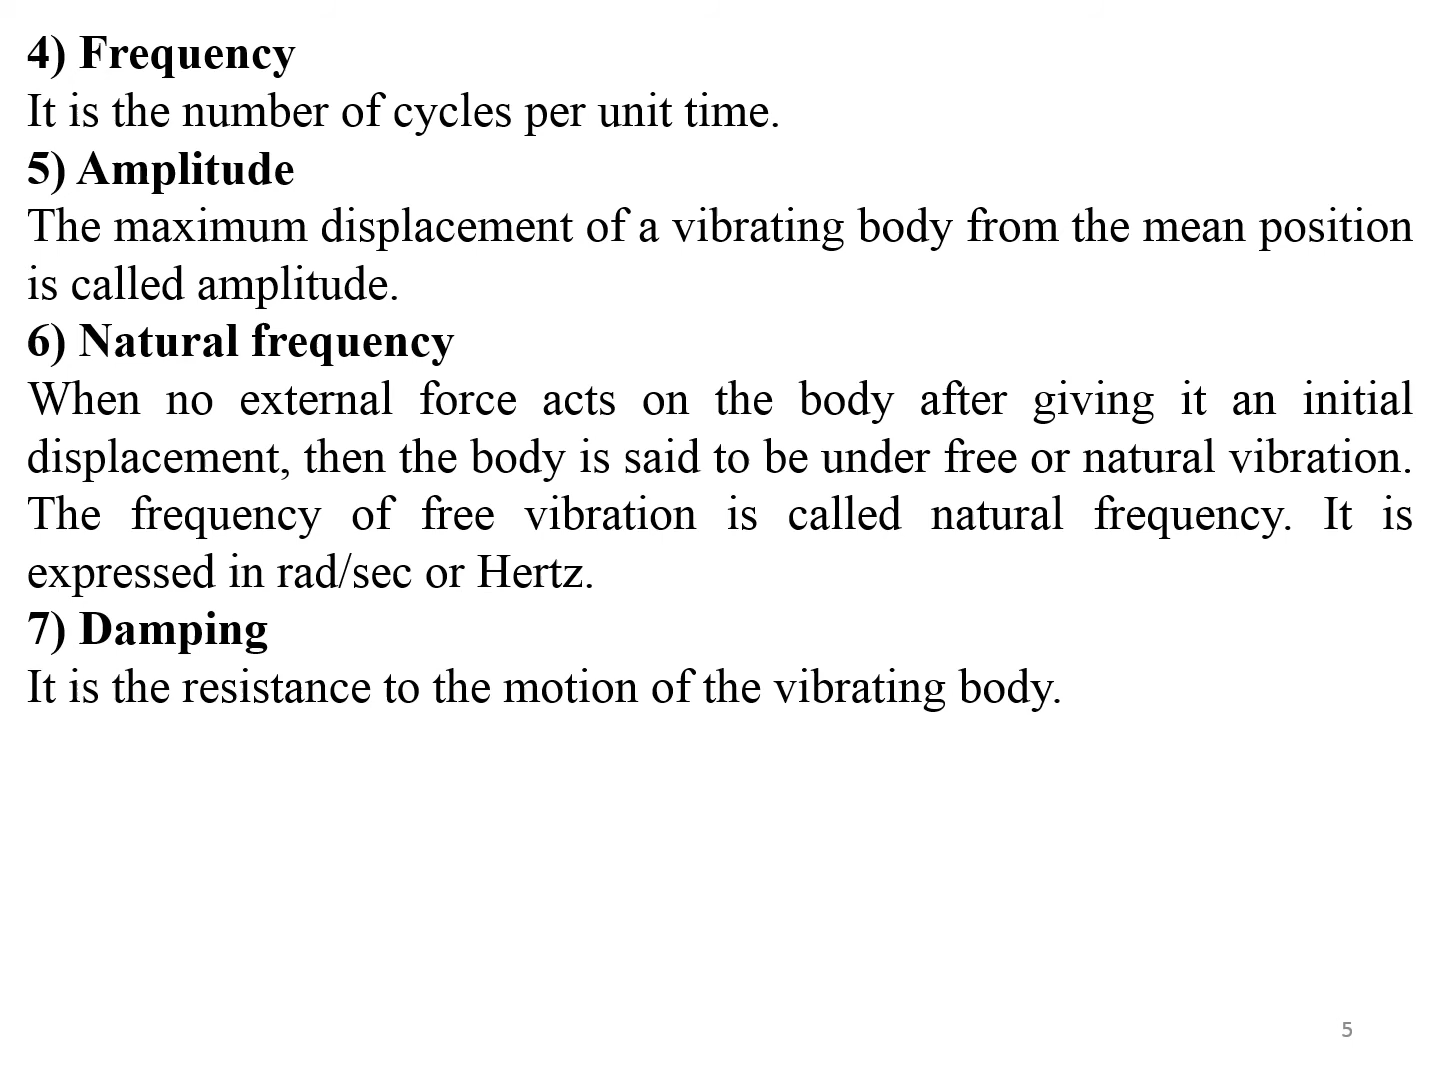 4) Frequency
It is the number of cycles per unit time.
5) Amplitude
The maximum displacement of a vibrating body from the mean position
is called amplitude.
6) Natural frequency
When no external force acts on the body after giving it an initial
displacement, then the body is said to be under free or natural vibration.
The frequency of free vibration is called natural frequency. It is
expressed in rad/sec or Hertz.
7) Damping
It is the resistance to the motion of the vibrating body.
5